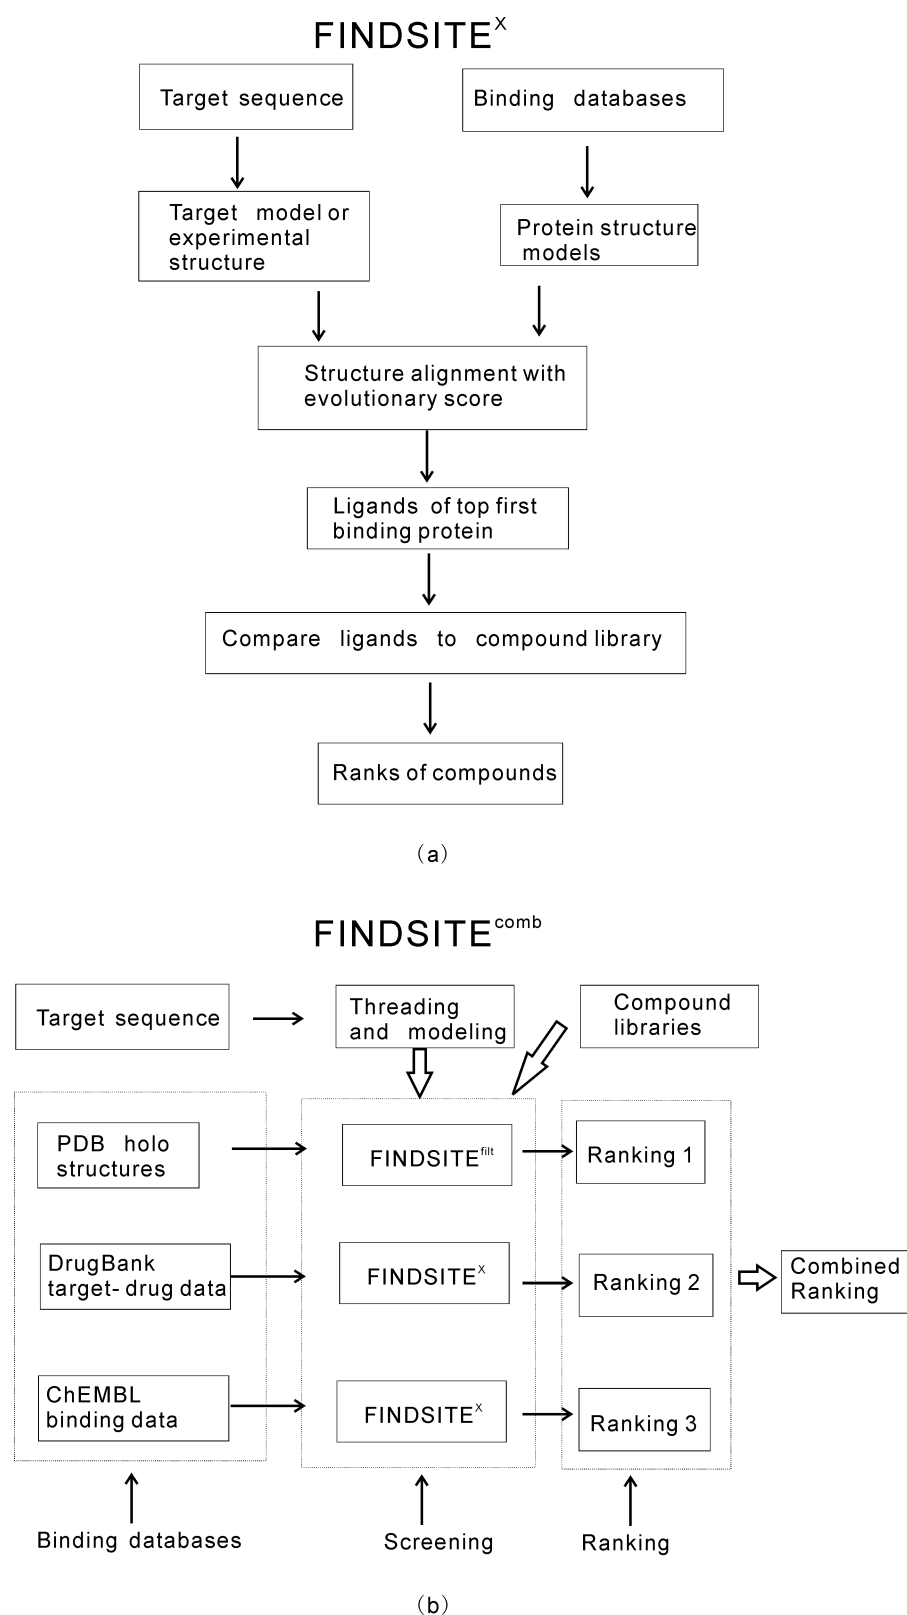 FINDSITE^X
Target sequence
Binding databases
Target model or
experimental
structure
Protein structure
models
Structure alignment with
evolutionary score
Ligands of top first
binding protein
Compare ligands to compound library
Ranks of compounds
(a)
FINDSITE^comb
Target sequence
Threading
and modeling
Compound
libraries
PDB holo
structures
FINDSITE^filt
Ranking 1
DrugBank
target- drug data
FINDSITE^X
Ranking 2
Combined
Ranking
ChEMBL
binding data
FINDSITE^X
Ranking 3
Binding databases
Screening
Ranking
(b)